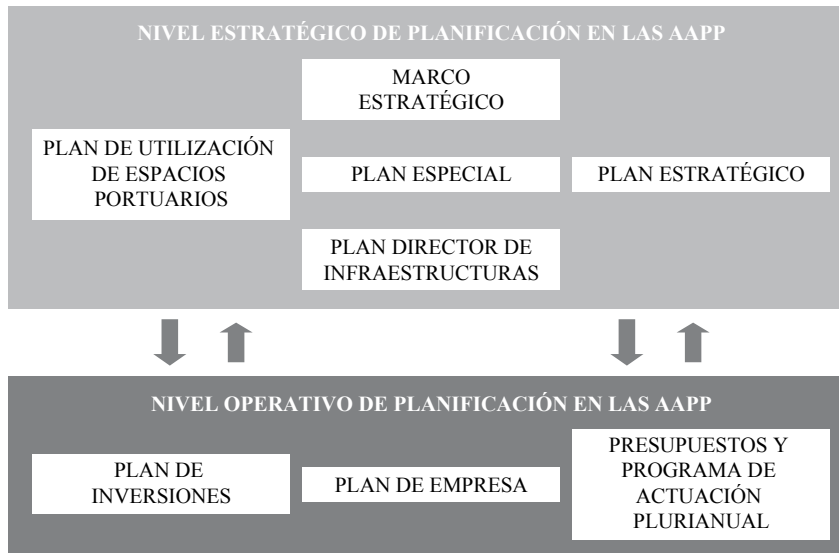 NIVEL ESTRATÉGICO DE PLANIFICACIÓN EN LAS AAPP
MARCO
ESTRATÉGICO
PLAN DE UTILIZACIÓN
DE ESPACIOS
PORTUARIOS
PLAN ESPECIAL
PLAN ESTRATÉGICO
PLAN DIRECTOR DE
INFRAESTRUCTURAS
NIVEL OPERATIVO DE PLANIFICACIÓN EN LAS AAPP
PLAN DE
INVERSIONES
PLAN DE EMPRESA
PRESUPUESTOS Y
PROGRAMA DE
ACTUACIÓN
PLURIANUAL